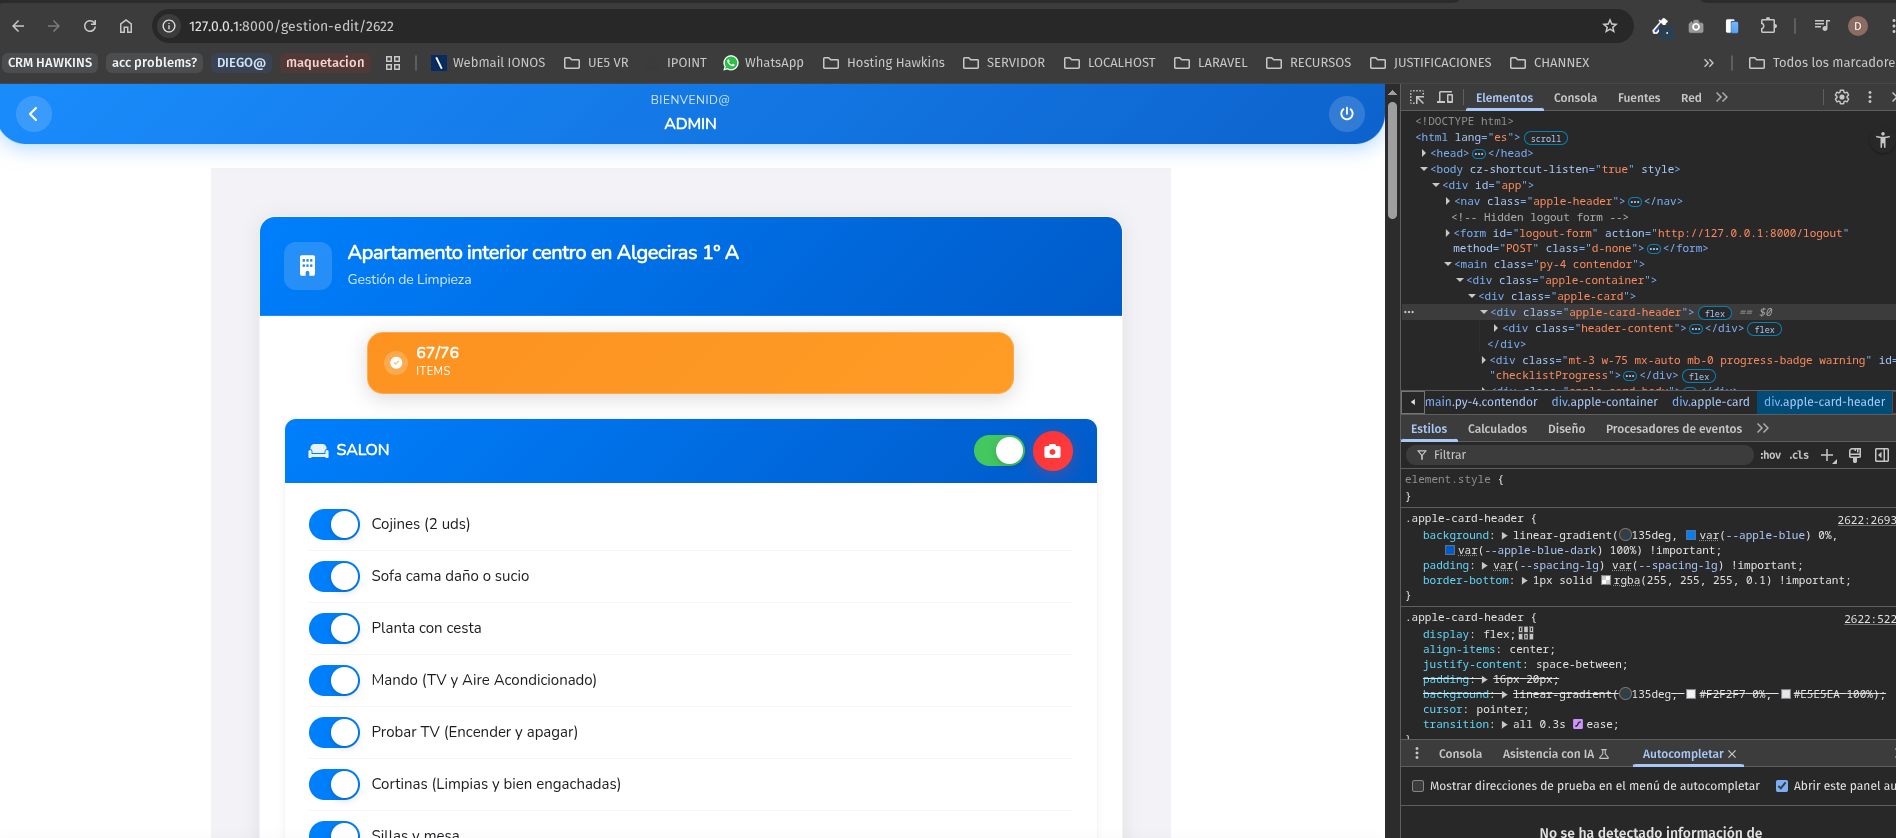 127.0.0.1:8000/gestion-edit/2622
D
CRM HAWKINS acc problems? DIEGO@ maquetacion Webmail IONOS UE5 VR IPOINT WhatsApp Hosting Hawkins SERVIDOR LOCALHOST LARAVEL RECURSOS JUSTIFICACIONES CHANNEX » Todos los marcadore
BIENVENID@
ADMIN
Apartamento interior centro en Algeciras 1º A
Gestión de Limpieza
67/76
ITEMS
SALON
Cojines (2 uds)
Sofa cama daño o sucio
Planta con cesta
Mando (TV y Aire Acondicionado)
Probar TV (Encender y apagar)
Cortinas (Limpias y bien engachadas)
Sillas y mesa
Elementos Consola Fuentes Red »
<!DOCTYPE html>
<html lang="es"> scroll
<head> ••• </head>
<body cz-shortcut-listen="true" style>
<div id="app">
<nav class="apple-header"> ••• </nav>
<!-- Hidden logout form -->
<form id="logout-form" action="http://127.0.0.1:8000/logout"
method="POST" class="d-none"> ••• </form>
<main class="py-4 contendor">
<div class="apple-container">
<div class="apple-card">
••• <div class="apple-card-header"> flex == $0
<div class="header-content"> ••• </div> flex
</div>
<div class="mt-3 w-75 mx-auto mb-0 progress-badge warning" id=
"checklistProgress"> ••• </div> flex
main.py-4.contendor div.apple-container div.apple-card div.apple-card-header
Estilos Calculados Diseño Procesadores de eventos »
Filtrar :hov .cls
element.style {
}
.apple-card-header { 2622:2693
background: linear-gradient(135deg, var(--apple-blue) 0%,
var(--apple-blue-dark) 100%) !important;
padding: var(--spacing-lg) var(--spacing-lg) !important;
border-bottom: 1px solid rgba(255, 255, 255, 0.1) !important;
}
.apple-card-header { 2622:522
display: flex;
align-items: center;
justify-content: space-between;
padding: 16px 20px;
background: linear-gradient(135deg, #F2F2F7 0%, #E5E5EA 100%);
cursor: pointer;
transition: all 0.3s ease;
Consola Asistencia con IA Autocompletar
Mostrar direcciones de prueba en el menú de autocompletar Abrir este panel au
No se ha detectado información de